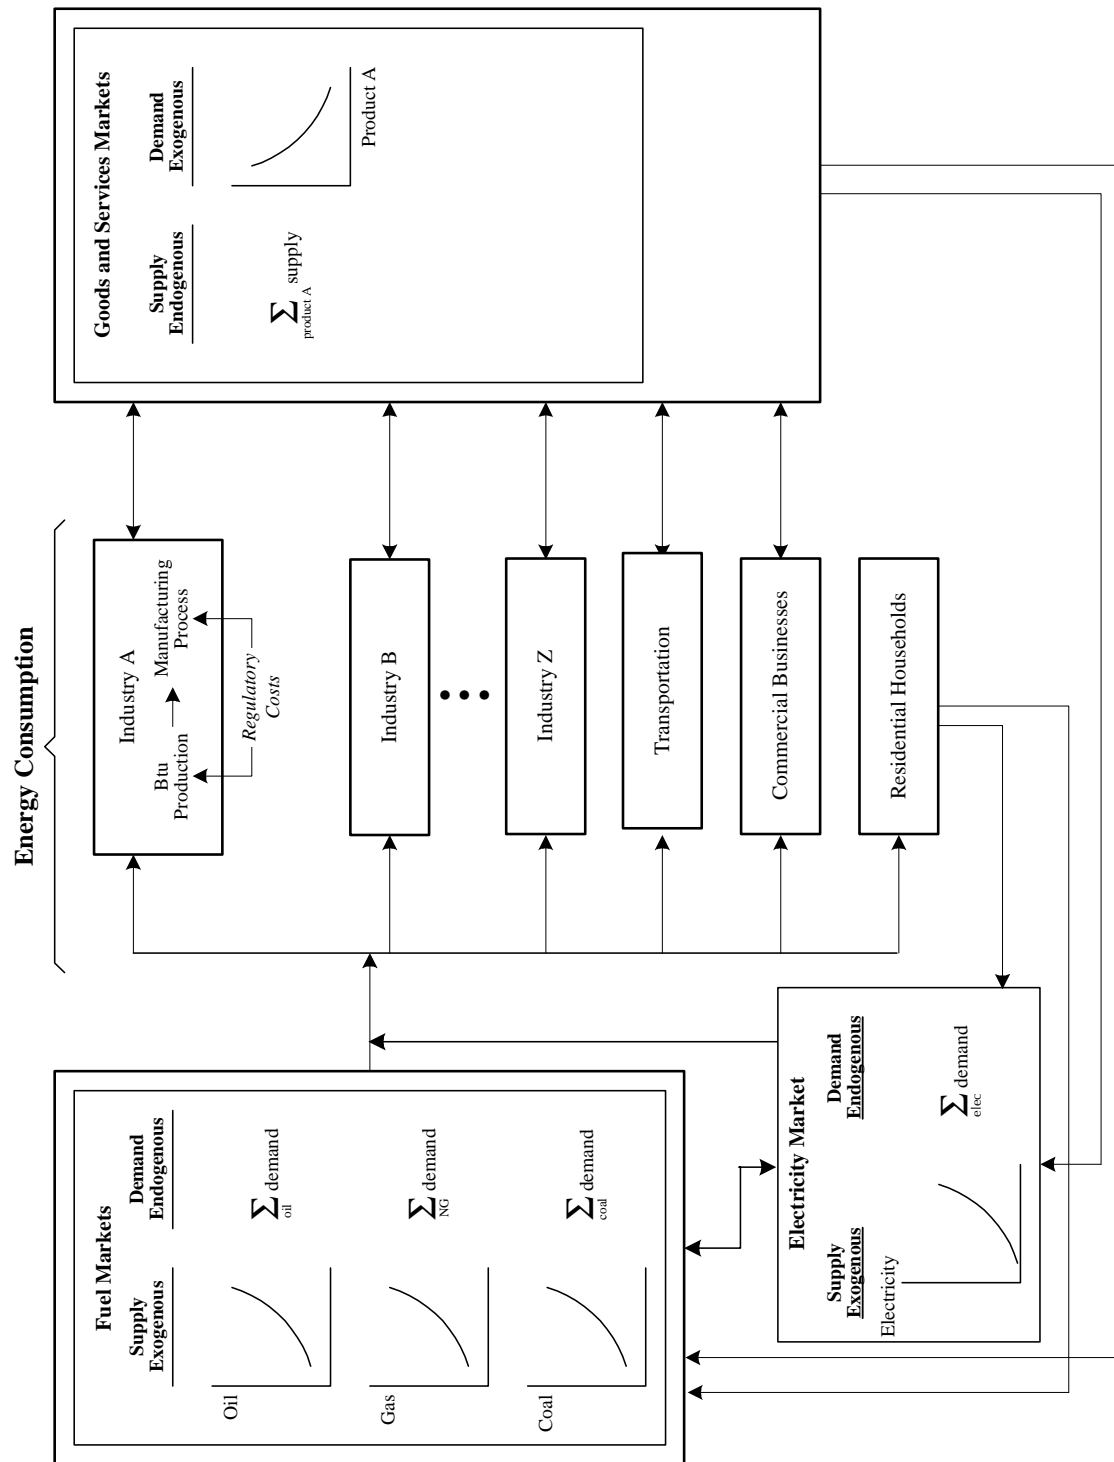 Energy Consumption
Fuel Markets
Supply
Exogenous
Demand
Endogenous
Oil
Σ demand
oil
Gas
Σ demand
NG
Coal
Σ demand
coal
Electricity Market
Supply
Exogenous
Demand
Endogenous
Electricity
Σ demand
elec
Industry A
Btu
Production
Manufacturing
Process
Regulatory
Costs
Industry B
Industry Z
Transportation
Commercial Businesses
Residential Households
Goods and Services Markets
Supply
Endogenous
Demand
Exogenous
Σ supply
product A
Product A